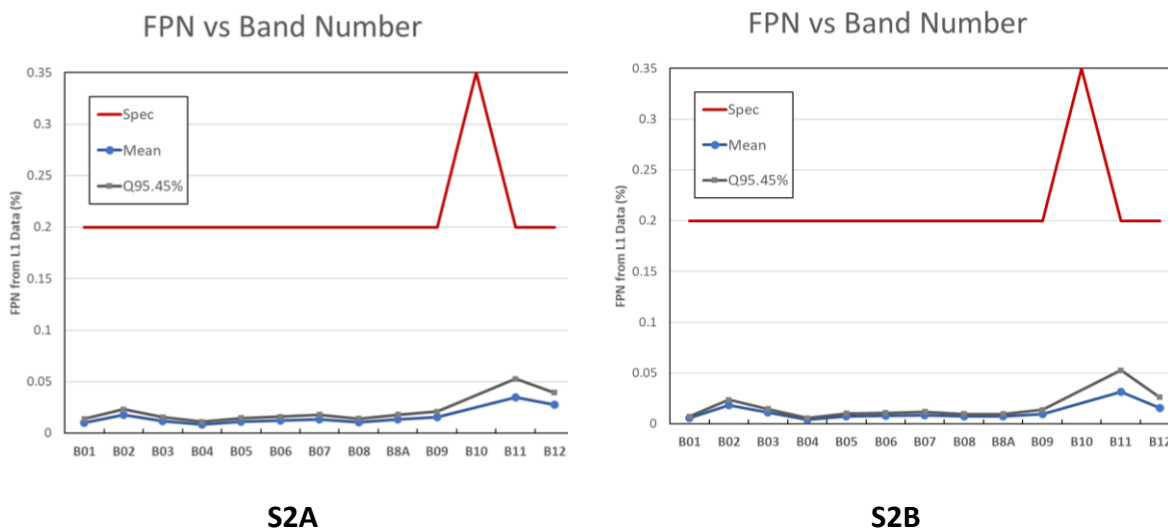 FPN vs Band Number
0.35
0.3
0.25
0.2
0.15
0.1
0.05
0
FPN from L1 Data (%)
Spec
Mean
Q95.45%
B01 B02 B03 B04 B05 B06 B07 B08 B8A B09 B10 B11 B12
S2A
FPN vs Band Number
0.35
0.3
0.25
0.2
0.15
0.1
0.05
0
FPN from L1 Data (%)
Spec
Mean
Q95.45%
B01 B02 B03 B04 B05 B06 B07 B08 B8A B09 B10 B11 B12
S2B